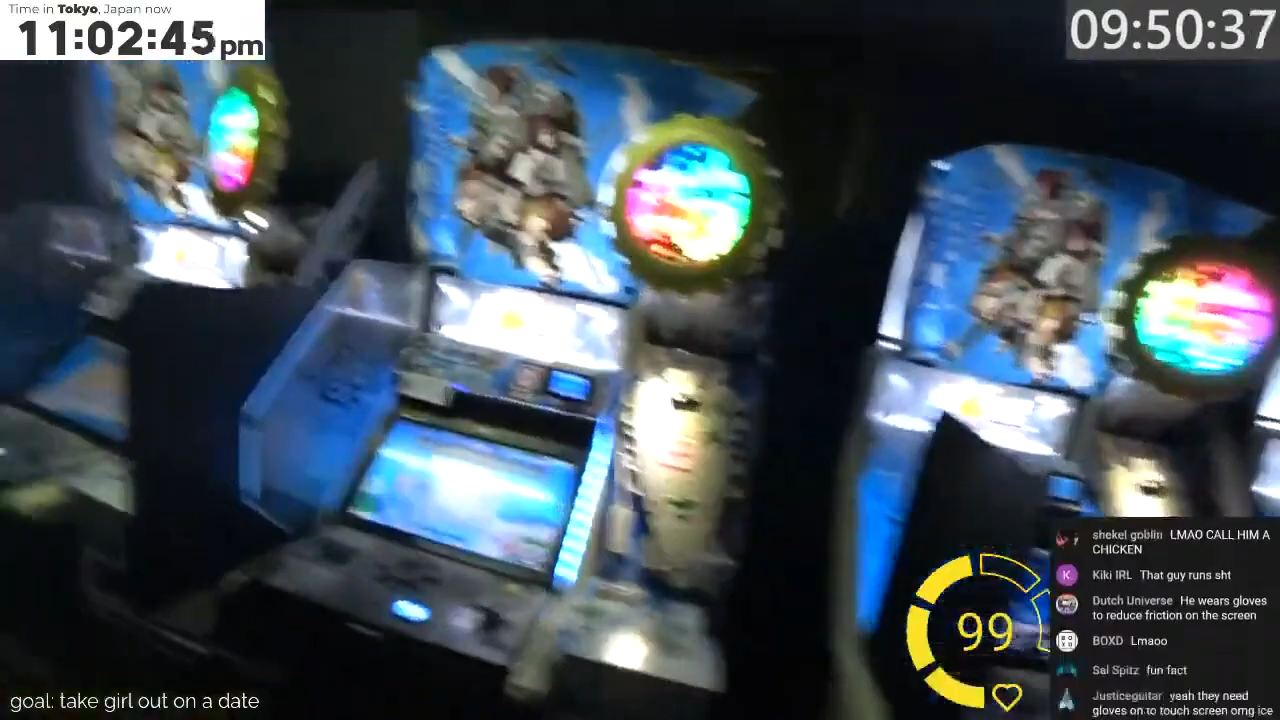 Time in Tokyo, Japan now
11:02:45pm
09:50:37
shekel goblin LMAO CALL HIM A
CHICKEN
Kiki IRL That guy runs sht
Dutch Universe He wears gloves
to reduce friction on the screen
BOXD Lmaoo
Sal Spitz fun fact
Justiceguitar yeah they need
gloves on to touch screen omg ice
99
goal: take girl out on a date